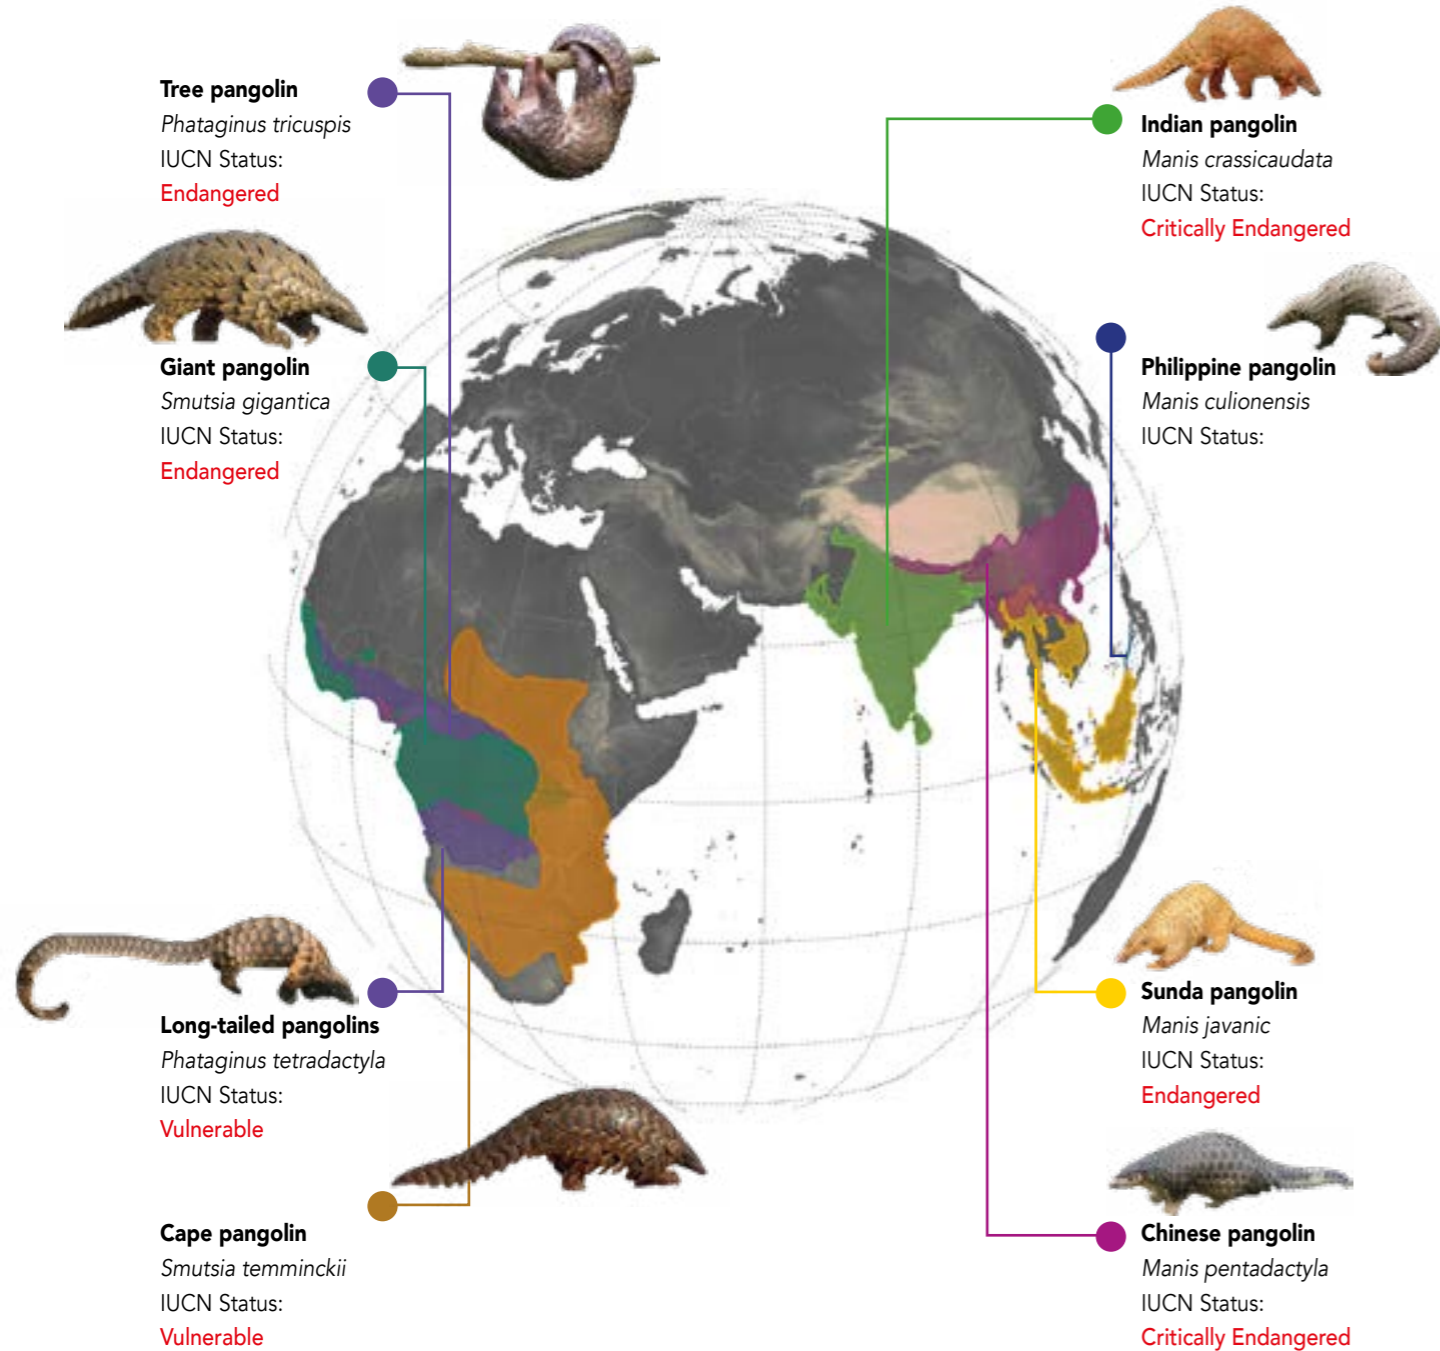 Tree pangolin
Phataginus tricuspis
IUCN Status:
Endangered
Giant pangolin
Smutsia gigantica
IUCN Status:
Endangered
Long-tailed pangolins
Phataginus tetradactyla
IUCN Status:
Vulnerable
Cape pangolin
Smutsia temminckii
IUCN Status:
Vulnerable
Indian pangolin
Manis crassicaudata
IUCN Status:
Critically Endangered
Philippine pangolin
Manis culionensis
IUCN Status:
Sunda pangolin
Manis javanic
IUCN Status:
Endangered
Chinese pangolin
Manis pentadactyla
IUCN Status:
Critically Endangered